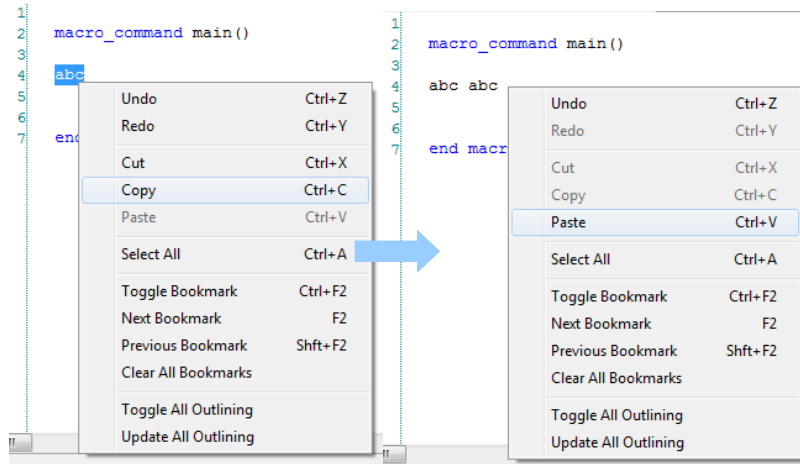 1
2 macro_command main()
3
4 abc
5
6
7 end
Undo Ctrl+Z
Redo Ctrl+Y
Cut Ctrl+X
Copy Ctrl+C
Paste Ctrl+V
Select All Ctrl+A
Toggle Bookmark Ctrl+F2
Next Bookmark F2
Previous Bookmark Shft+F2
Clear All Bookmarks
Toggle All Outlining
Update All Outlining
1
2 macro_command main()
3
4 abc abc
5
6
7 end macr
Undo Ctrl+Z
Redo Ctrl+Y
Cut Ctrl+X
Copy Ctrl+C
Paste Ctrl+V
Select All Ctrl+A
Toggle Bookmark Ctrl+F2
Next Bookmark F2
Previous Bookmark Shft+F2
Clear All Bookmarks
Toggle All Outlining
Update All Outlining